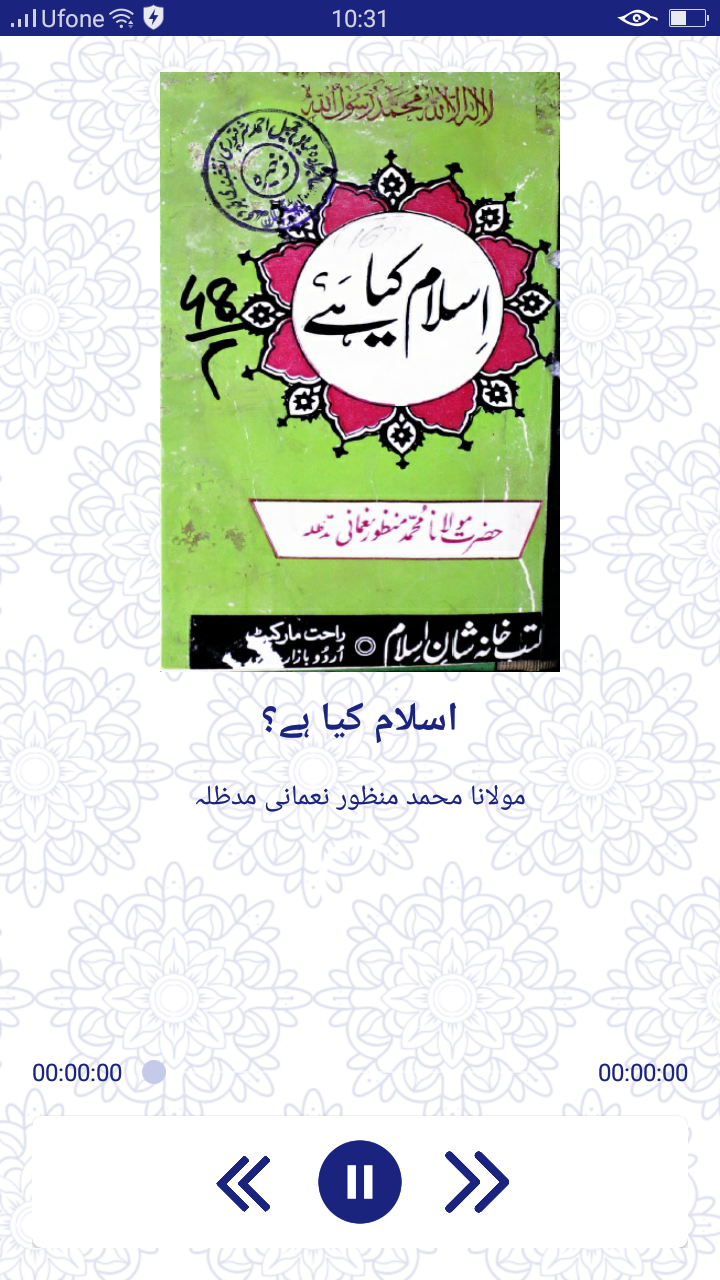 Ufone 10:31
لا الہ الا اللہ محمد رسول اللہ
ذخیرہ
48
اسلام کیا ہے؟
حضرت مولانا محمد منظور نعمانی مدظلہ
کتب خانہ شان اسلام
راحت مارکیٹ
اردو بازار
اسلام کیا ہے؟
مولانا محمد منظور نعمانی مدظلہ
00:00:00 00:00:00